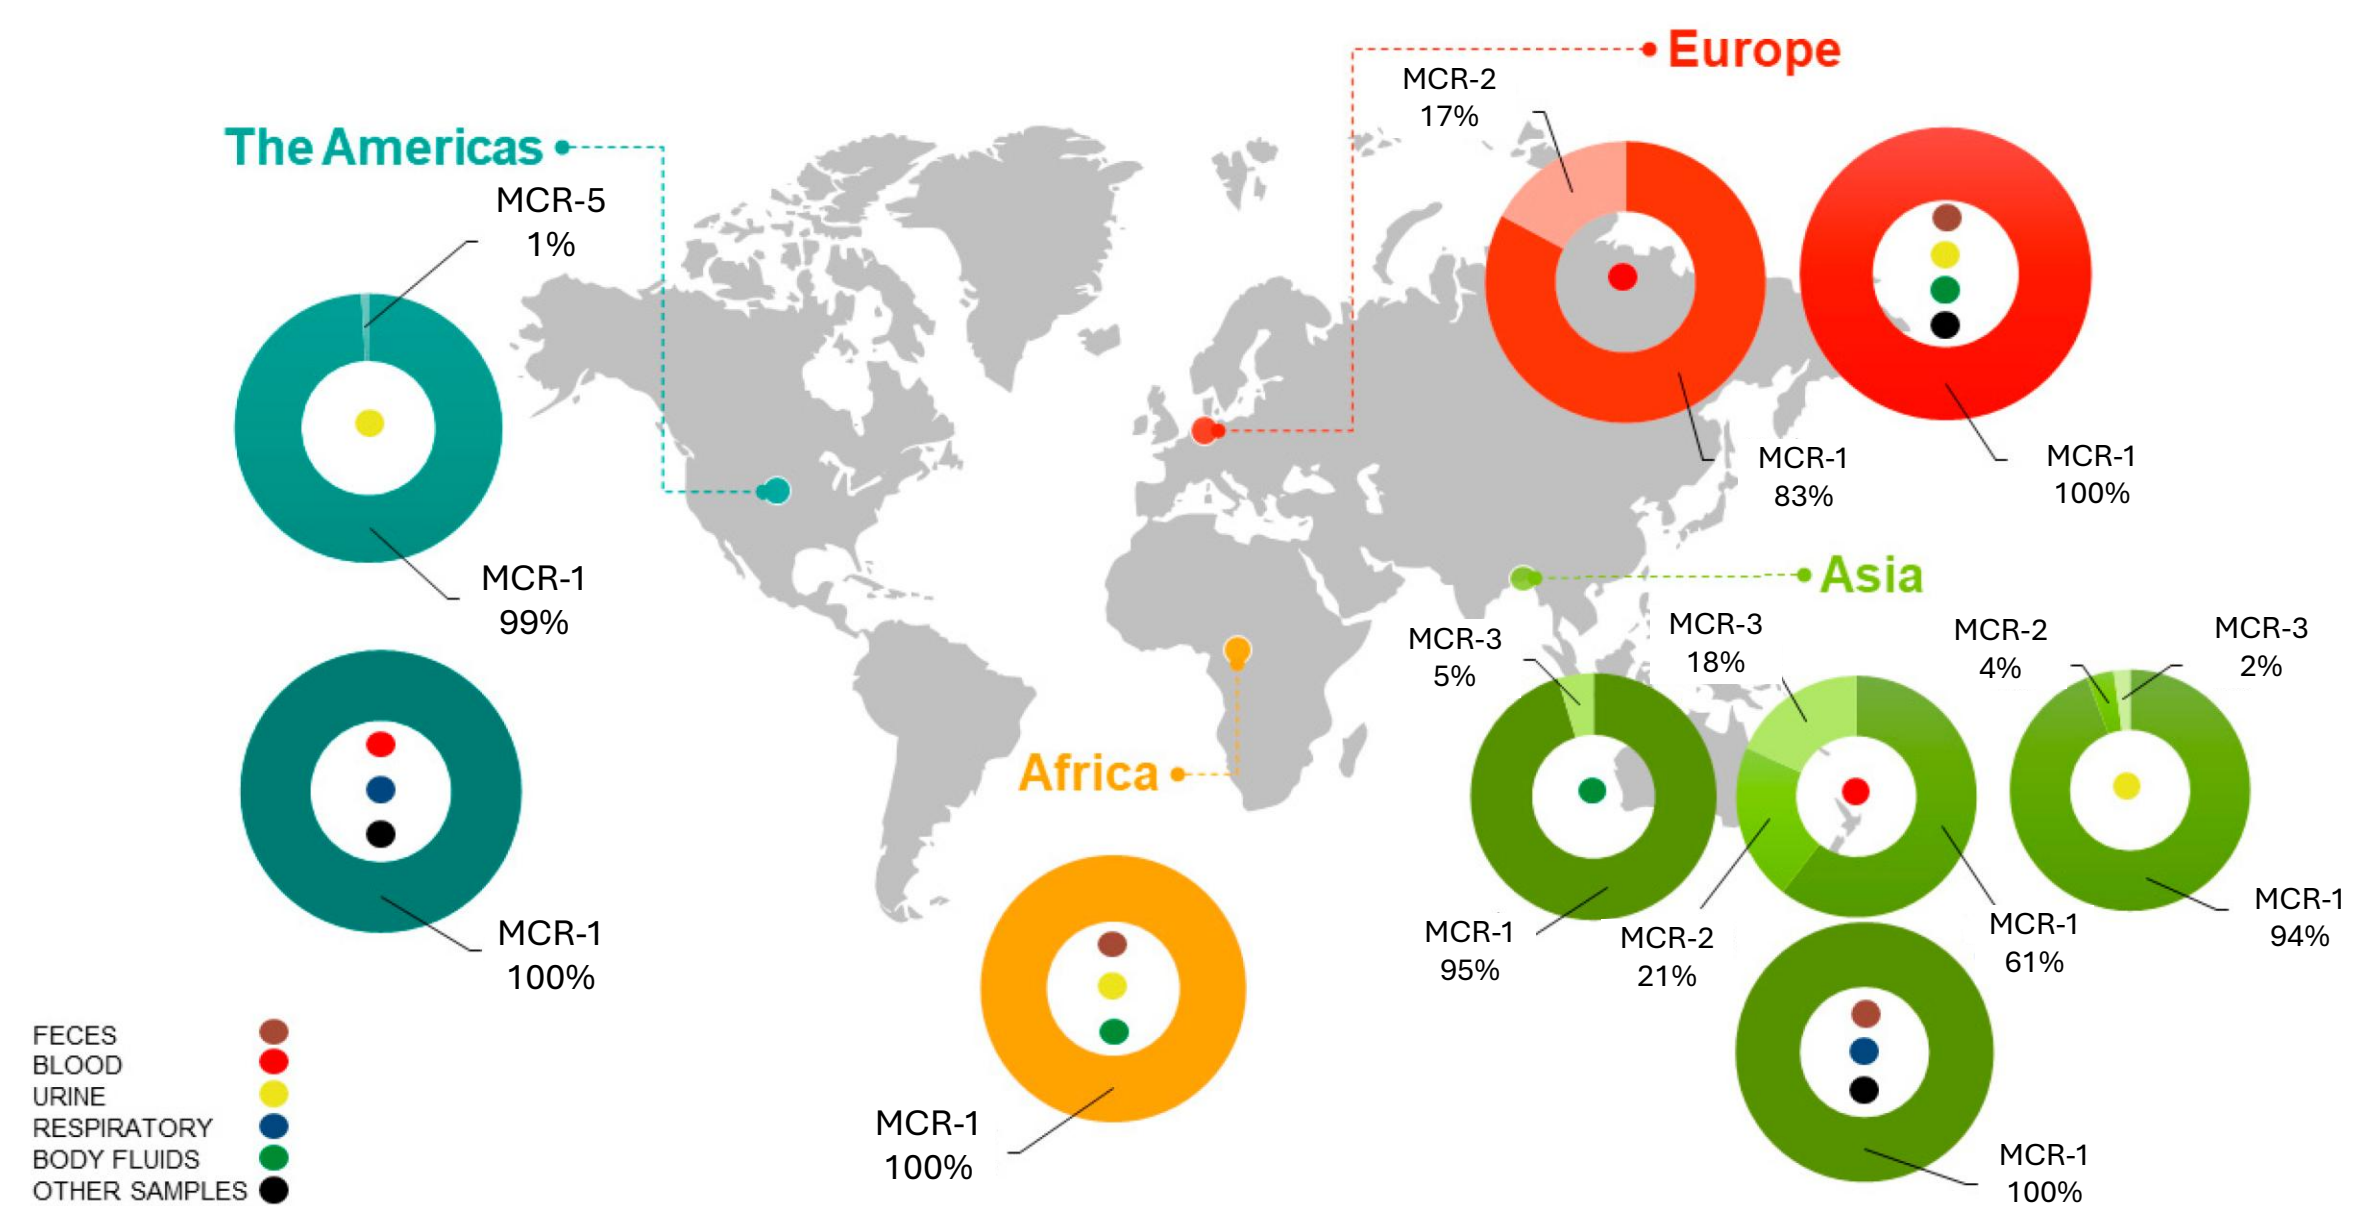 Europe
MCR-2
17%
The Americas
MCR-5
1%
MCR-1
83%
MCR-1
100%
MCR-1
99%
Asia
MCR-3
5%
MCR-3
18%
MCR-2
4%
MCR-3
2%
Africa
MCR-1
95%
MCR-2
21%
MCR-1
61%
MCR-1
94%
MCR-1
100%
MCR-1
100%
MCR-1
100%
FECES
BLOOD
URINE
RESPIRATORY
BODY FLUIDS
OTHER SAMPLES